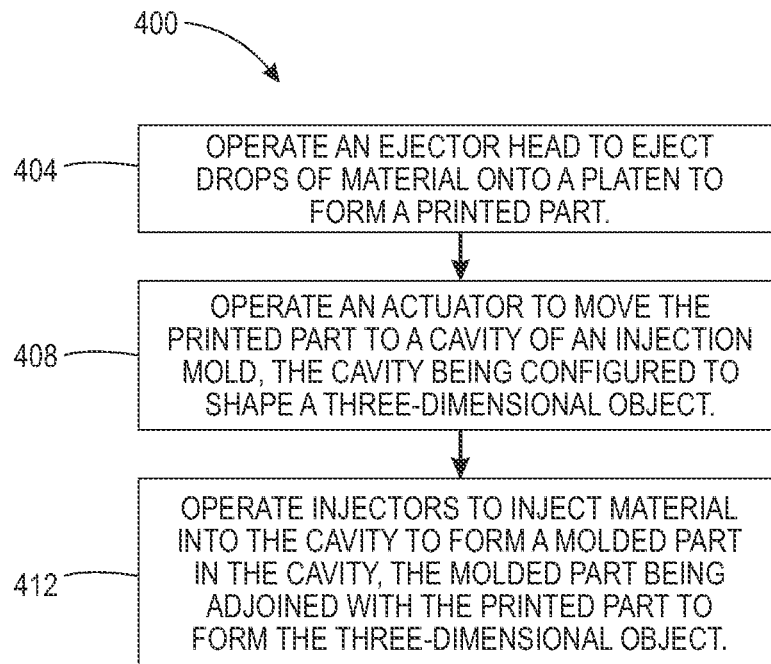 400
404
OPERATE AN EJECTOR HEAD TO EJECT
DROPS OF MATERIAL ONTO A PLATEN TO
FORM A PRINTED PART.
408
OPERATE AN ACTUATOR TO MOVE THE
PRINTED PART TO A CAVITY OF AN INJECTION
MOLD, THE CAVITY BEING CONFIGURED TO
SHAPE A THREE-DIMENSIONAL OBJECT.
412
OPERATE INJECTORS TO INJECT MATERIAL
INTO THE CAVITY TO FORM A MOLDED PART
IN THE CAVITY, THE MOLDED PART BEING
ADJOINED WITH THE PRINTED PART TO
FORM THE THREE-DIMENSIONAL OBJECT.